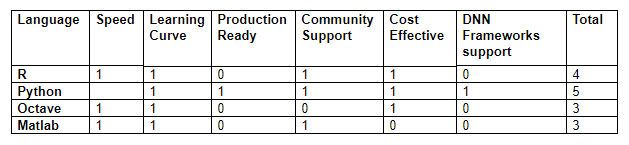 Language Speed Learning Curve Production Ready Community Support Cost Effective DNN Frameworks support Total
R 1 1 0 1 1 0 4
Python 1 1 1 1 1 5
Octave 1 1 0 0 1 0 3
Matlab 1 1 0 1 0 0 3